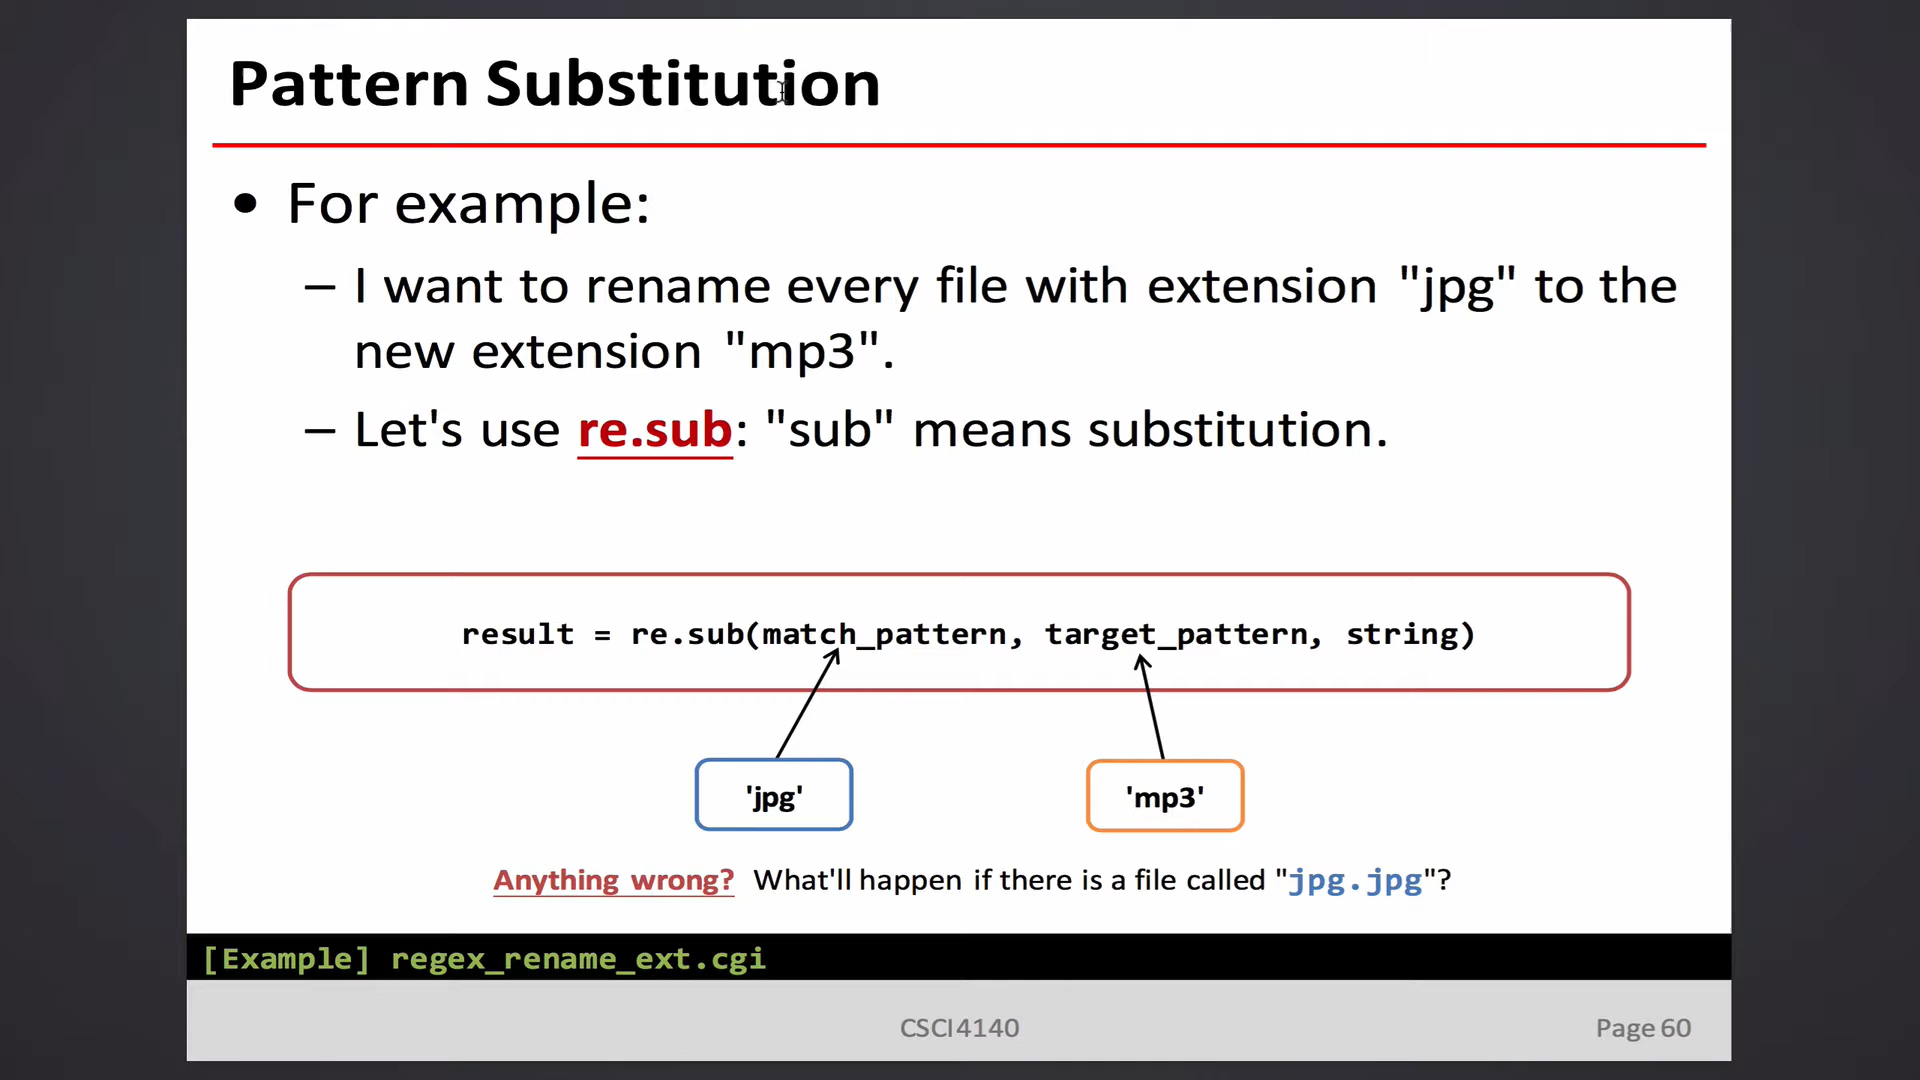 Pattern Substitution
• For example:
– I want to rename every file with extension "jpg" to the
new extension "mp3".
– Let's use re.sub: "sub" means substitution.
result = re.sub(match_pattern, target_pattern, string)
'jpg' 'mp3'
Anything wrong? What'll happen if there is a file called "jpg.jpg"?
[Example] regex_rename_ext.cgi
CSCI4140 Page 60